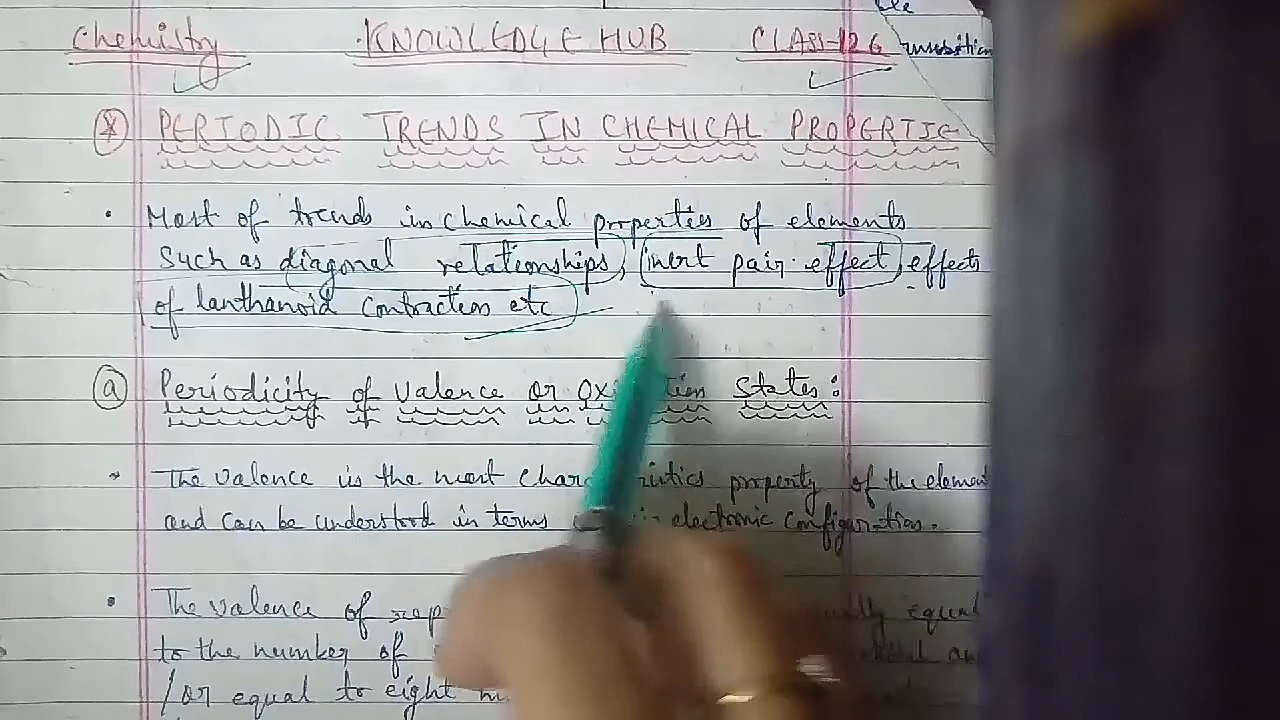 Chemistry KNOWLEDGE HUB CLASS-12 G
PERIODIC TRENDS IN CHEMICAL PROPERTIE
• Most of trends in chemical properties of elements
Such as diagonal relationships, inert pair effect, effects
of lanthanoid contraction etc
a Periodicity of valence or States:
The valence is the most property of the element
and can be understood in terms electronic configuration.
• The valence of equal
to the number of
/or equal to eight